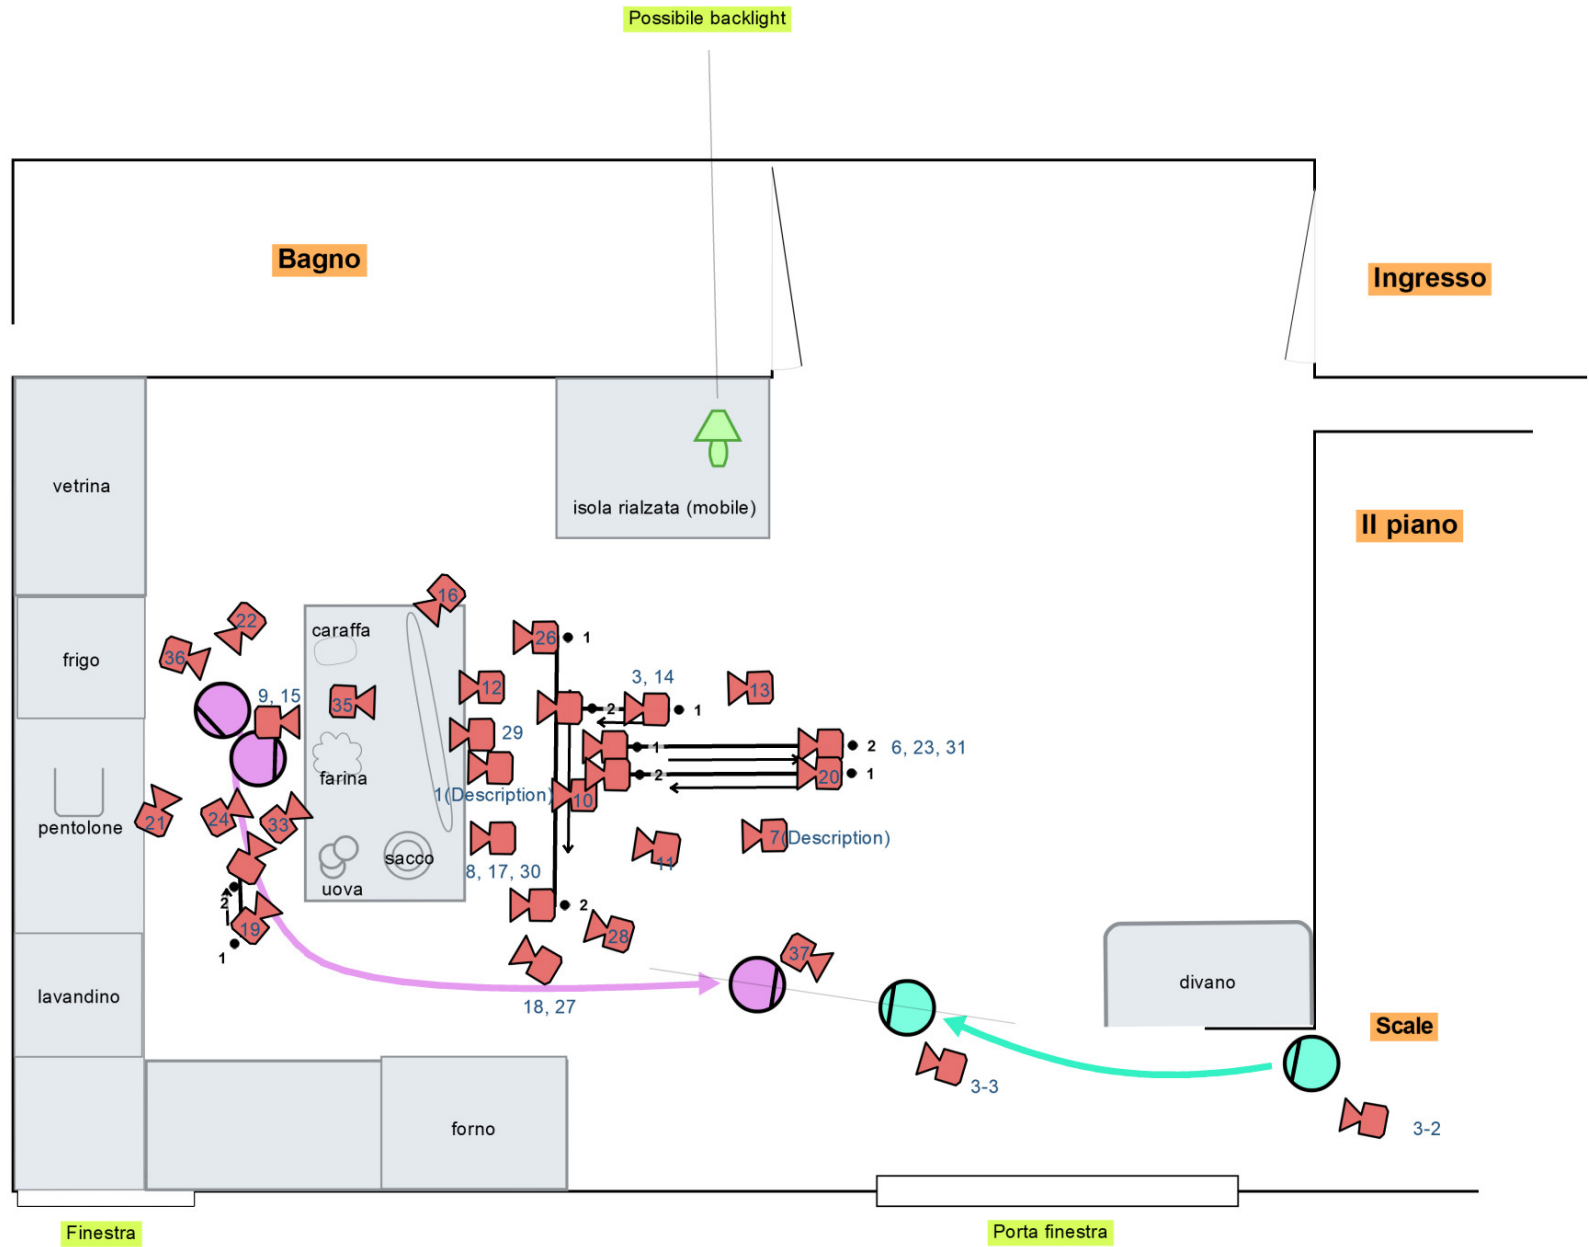 Possibile backlight
Bagno
Ingresso
vetrina
isola rialzata (mobile)
Il piano
16
caraffa
22
26
1
frigo
36
3, 14
12
13
9, 15
35
2
1
29
1
2
6, 23, 31
farina
2
20
1
1(Description)
10
24
33
21
pentolone
7(Description)
11
sacco
8, 17, 30
uova
2
2
19
28
1
37
lavandino
18, 27
divano
Scale
3-3
forno
3-2
Finestra
Porta finestra